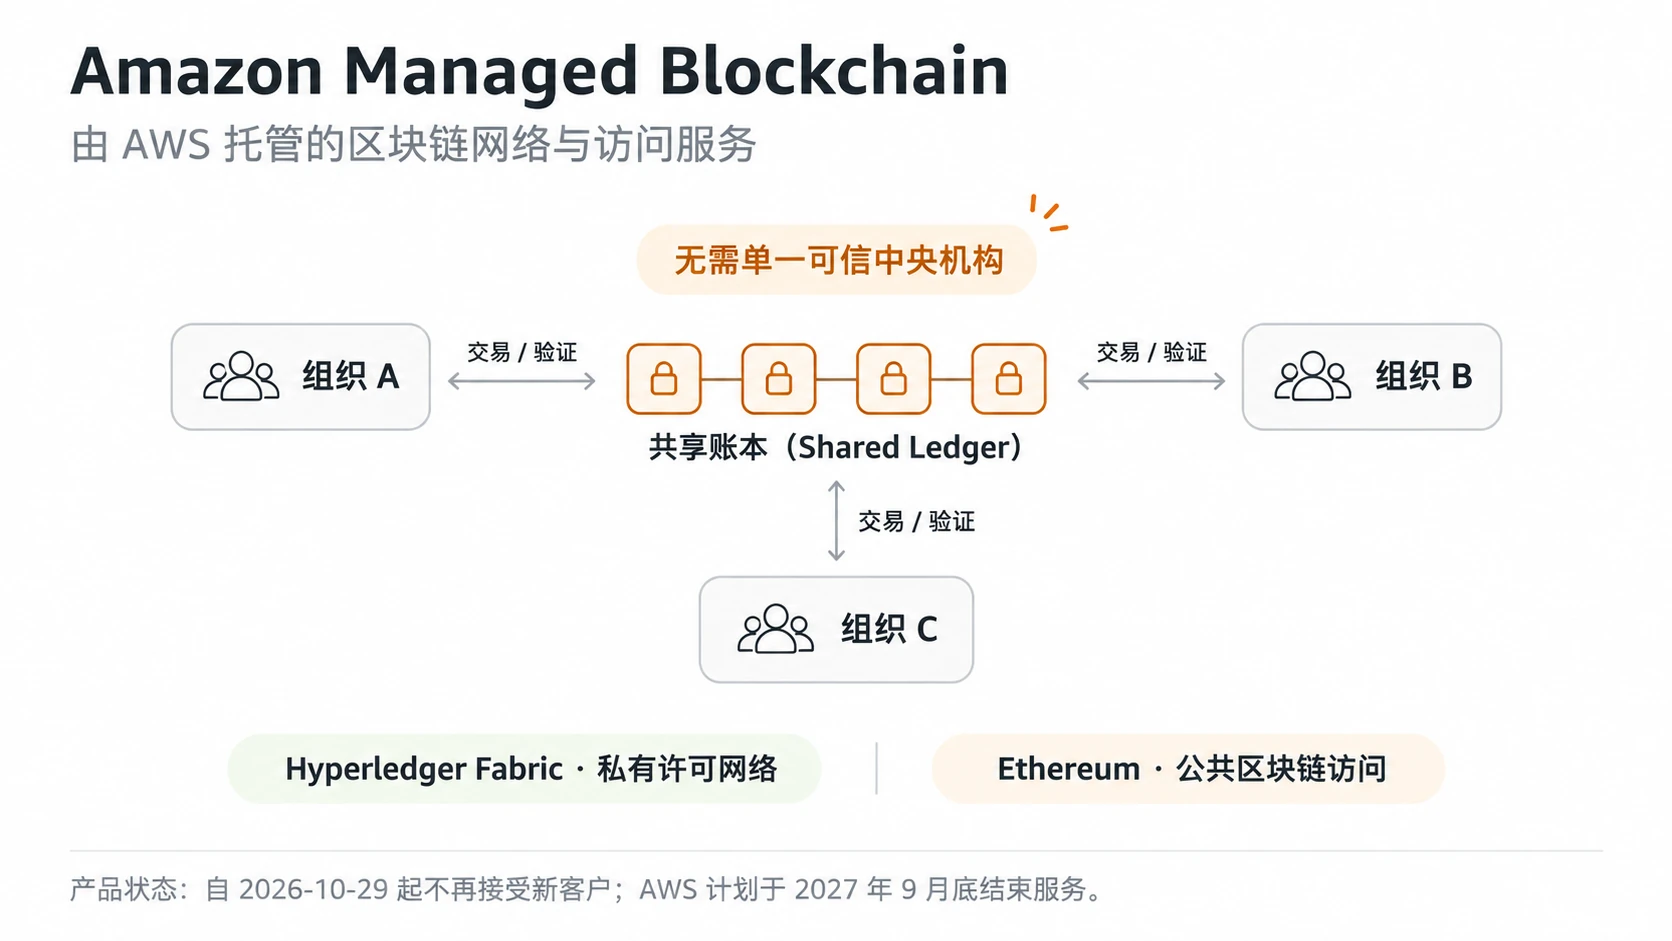 Amazon Managed Blockchain
由 AWS 托管的区块链网络与访问服务
无需单一可信中央机构
组织 A
交易 / 验证
交易 / 验证
组织 B
共享账本（Shared Ledger）
交易 / 验证
组织 C
Hyperledger Fabric · 私有许可网络
Ethereum · 公共区块链访问
产品状态：自 2026-10-29 起不再接受新客户；AWS 计划于 2027 年 9 月底结束服务。